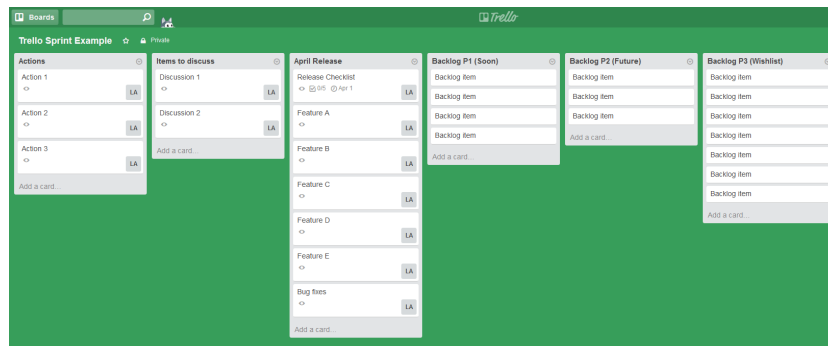 Boards
Trello
Trello Sprint Example
Private
Actions
Action 1
LA
Action 2
LA
Action 3
LA
Add a card...
Items to discuss
Discussion 1
LA
Discussion 2
LA
Add a card...
April Release
Release Checklist
0/5 Apr 1
LA
Feature A
LA
Feature B
LA
Feature C
LA
Feature D
LA
Feature E
LA
Bug fixes
LA
Add a card...
Backlog P1 (Soon)
Backlog item
Backlog item
Backlog item
Backlog item
Add a card...
Backlog P2 (Future)
Backlog item
Backlog item
Backlog item
Add a card...
Backlog P3 (Wishlist)
Backlog item
Backlog item
Backlog item
Backlog item
Backlog item
Backlog item
Backlog item
Add a card...